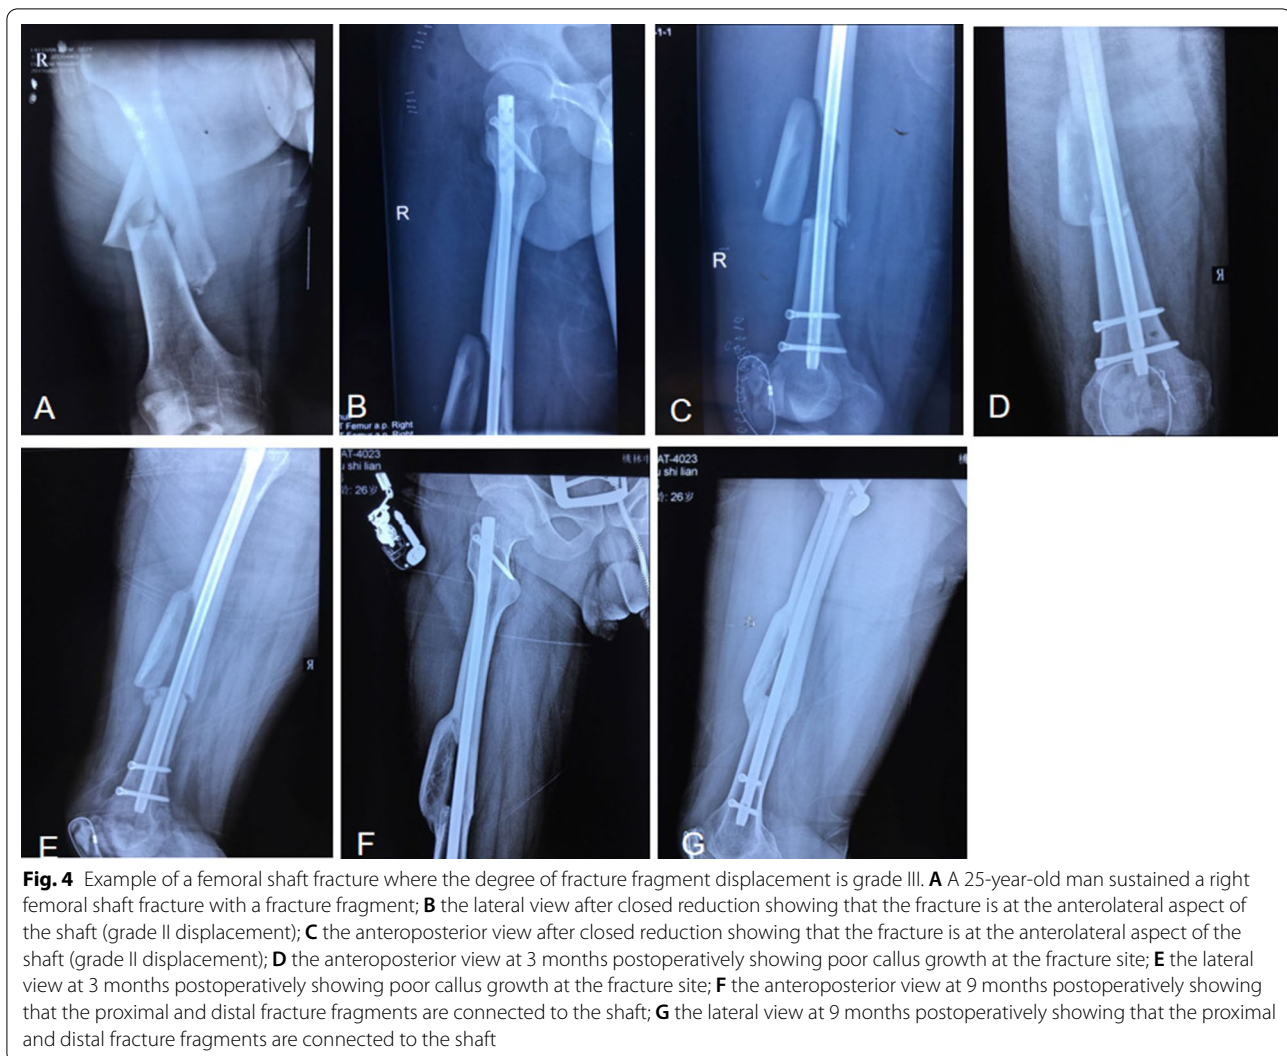 R
A
R
B
T Femur a.p. Right
-1-1
R
C
R
D
R
E
AT-4023
shi lian
26岁
F
AT-4023
shi lian
26岁
G
Fig. 4 Example of a femoral shaft fracture where the degree of fracture fragment displacement is grade III. A A 25-year-old man sustained a right
femoral shaft fracture with a fracture fragment; B the lateral view after closed reduction showing that the fracture is at the anterolateral aspect of
the shaft (grade II displacement); C the anteroposterior view after closed reduction showing that the fracture is at the anterolateral aspect of the
shaft (grade II displacement); D the anteroposterior view at 3 months postoperatively showing poor callus growth at the fracture site; E the lateral
view at 3 months postoperatively showing poor callus growth at the fracture site; F the anteroposterior view at 9 months postoperatively showing
that the proximal and distal fracture fragments are connected to the shaft; G the lateral view at 9 months postoperatively showing that the proximal
and distal fracture fragments are connected to the shaft